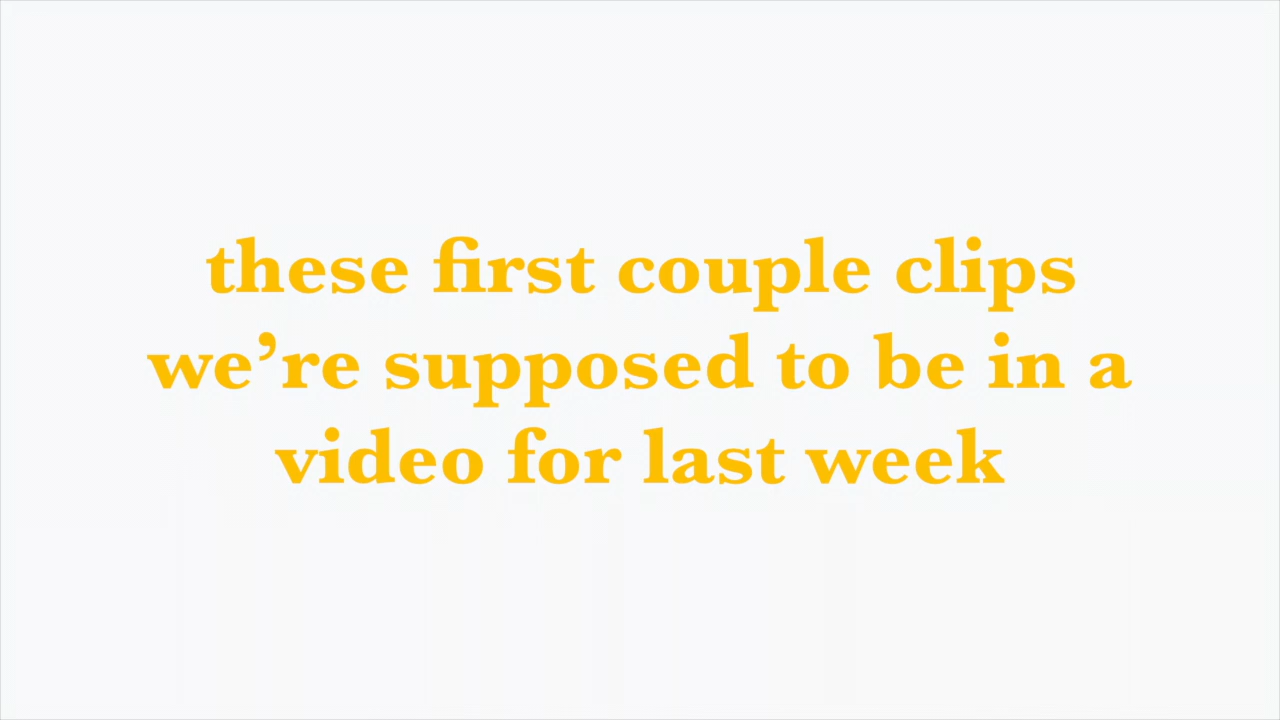 these first couple clips
we’re supposed to be in a
video for last week